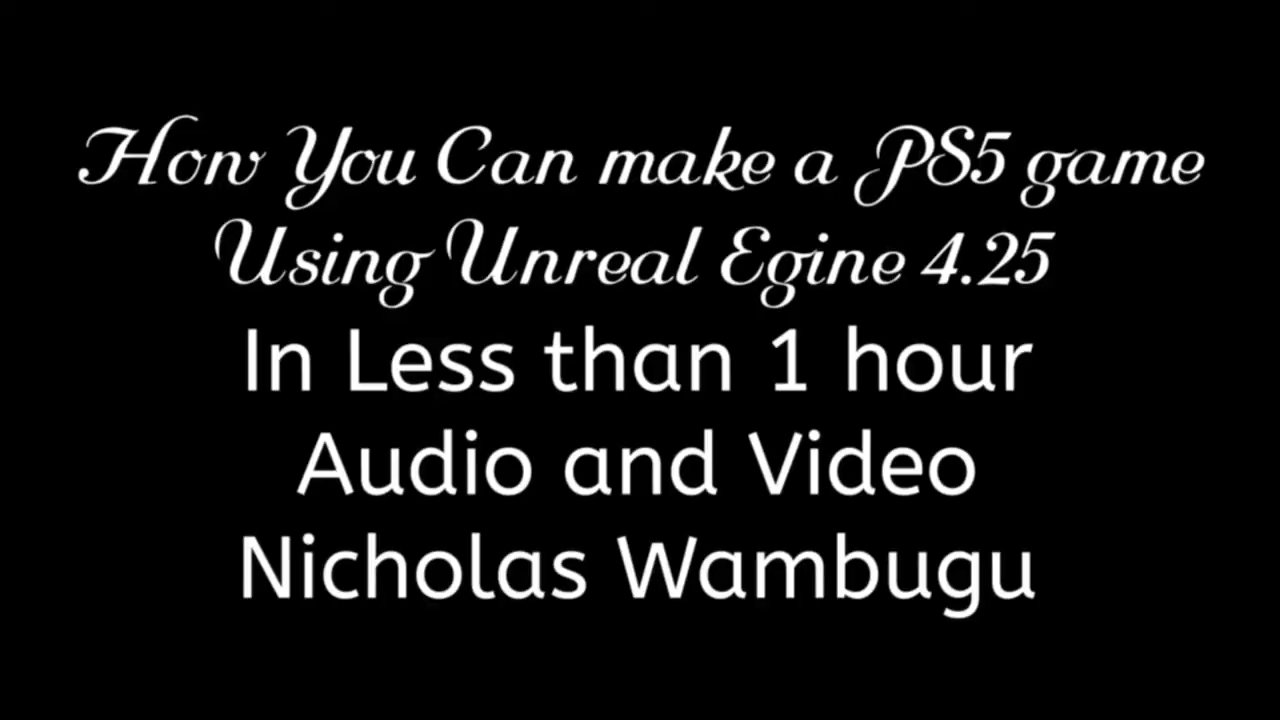 How You Can make a PS5 game
Using Unreal Egine 4.25
In Less than 1 hour
Audio and Video
Nicholas Wambugu